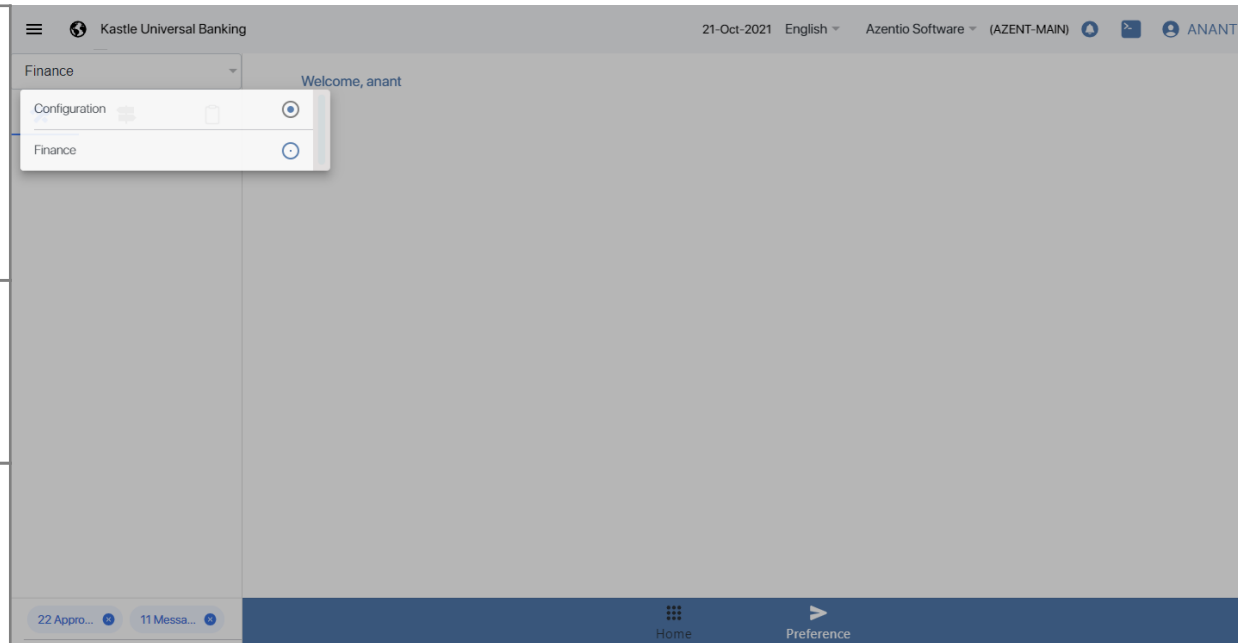 Kastle Universal Banking 21-Oct-2021 English Azentio Software (AZENT-MAIN) ANANT
Finance
Welcome, anant
Configuration
Finance
22 Appro... 11 Messa...
Home Preference